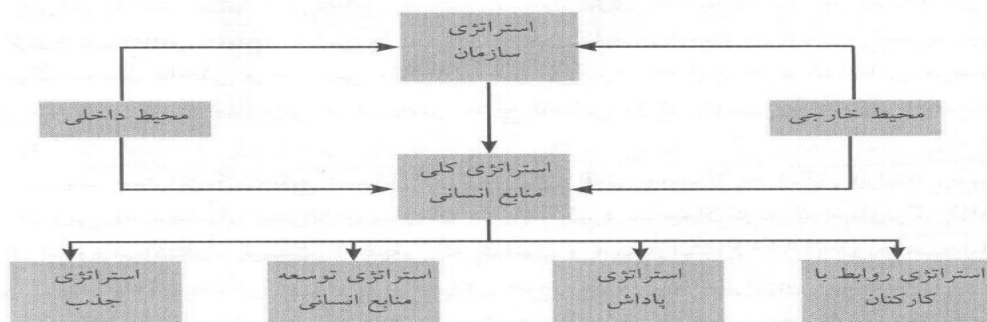 استراتژی
سازمان
محیط خارجی
محیط داخلی
استراتژی کلی
منابع انسانی
استراتژی روابط با
کارکنان
استراتژی
پاداش
استراتژی توسعه
منابع انسانی
استراتژی
جذب